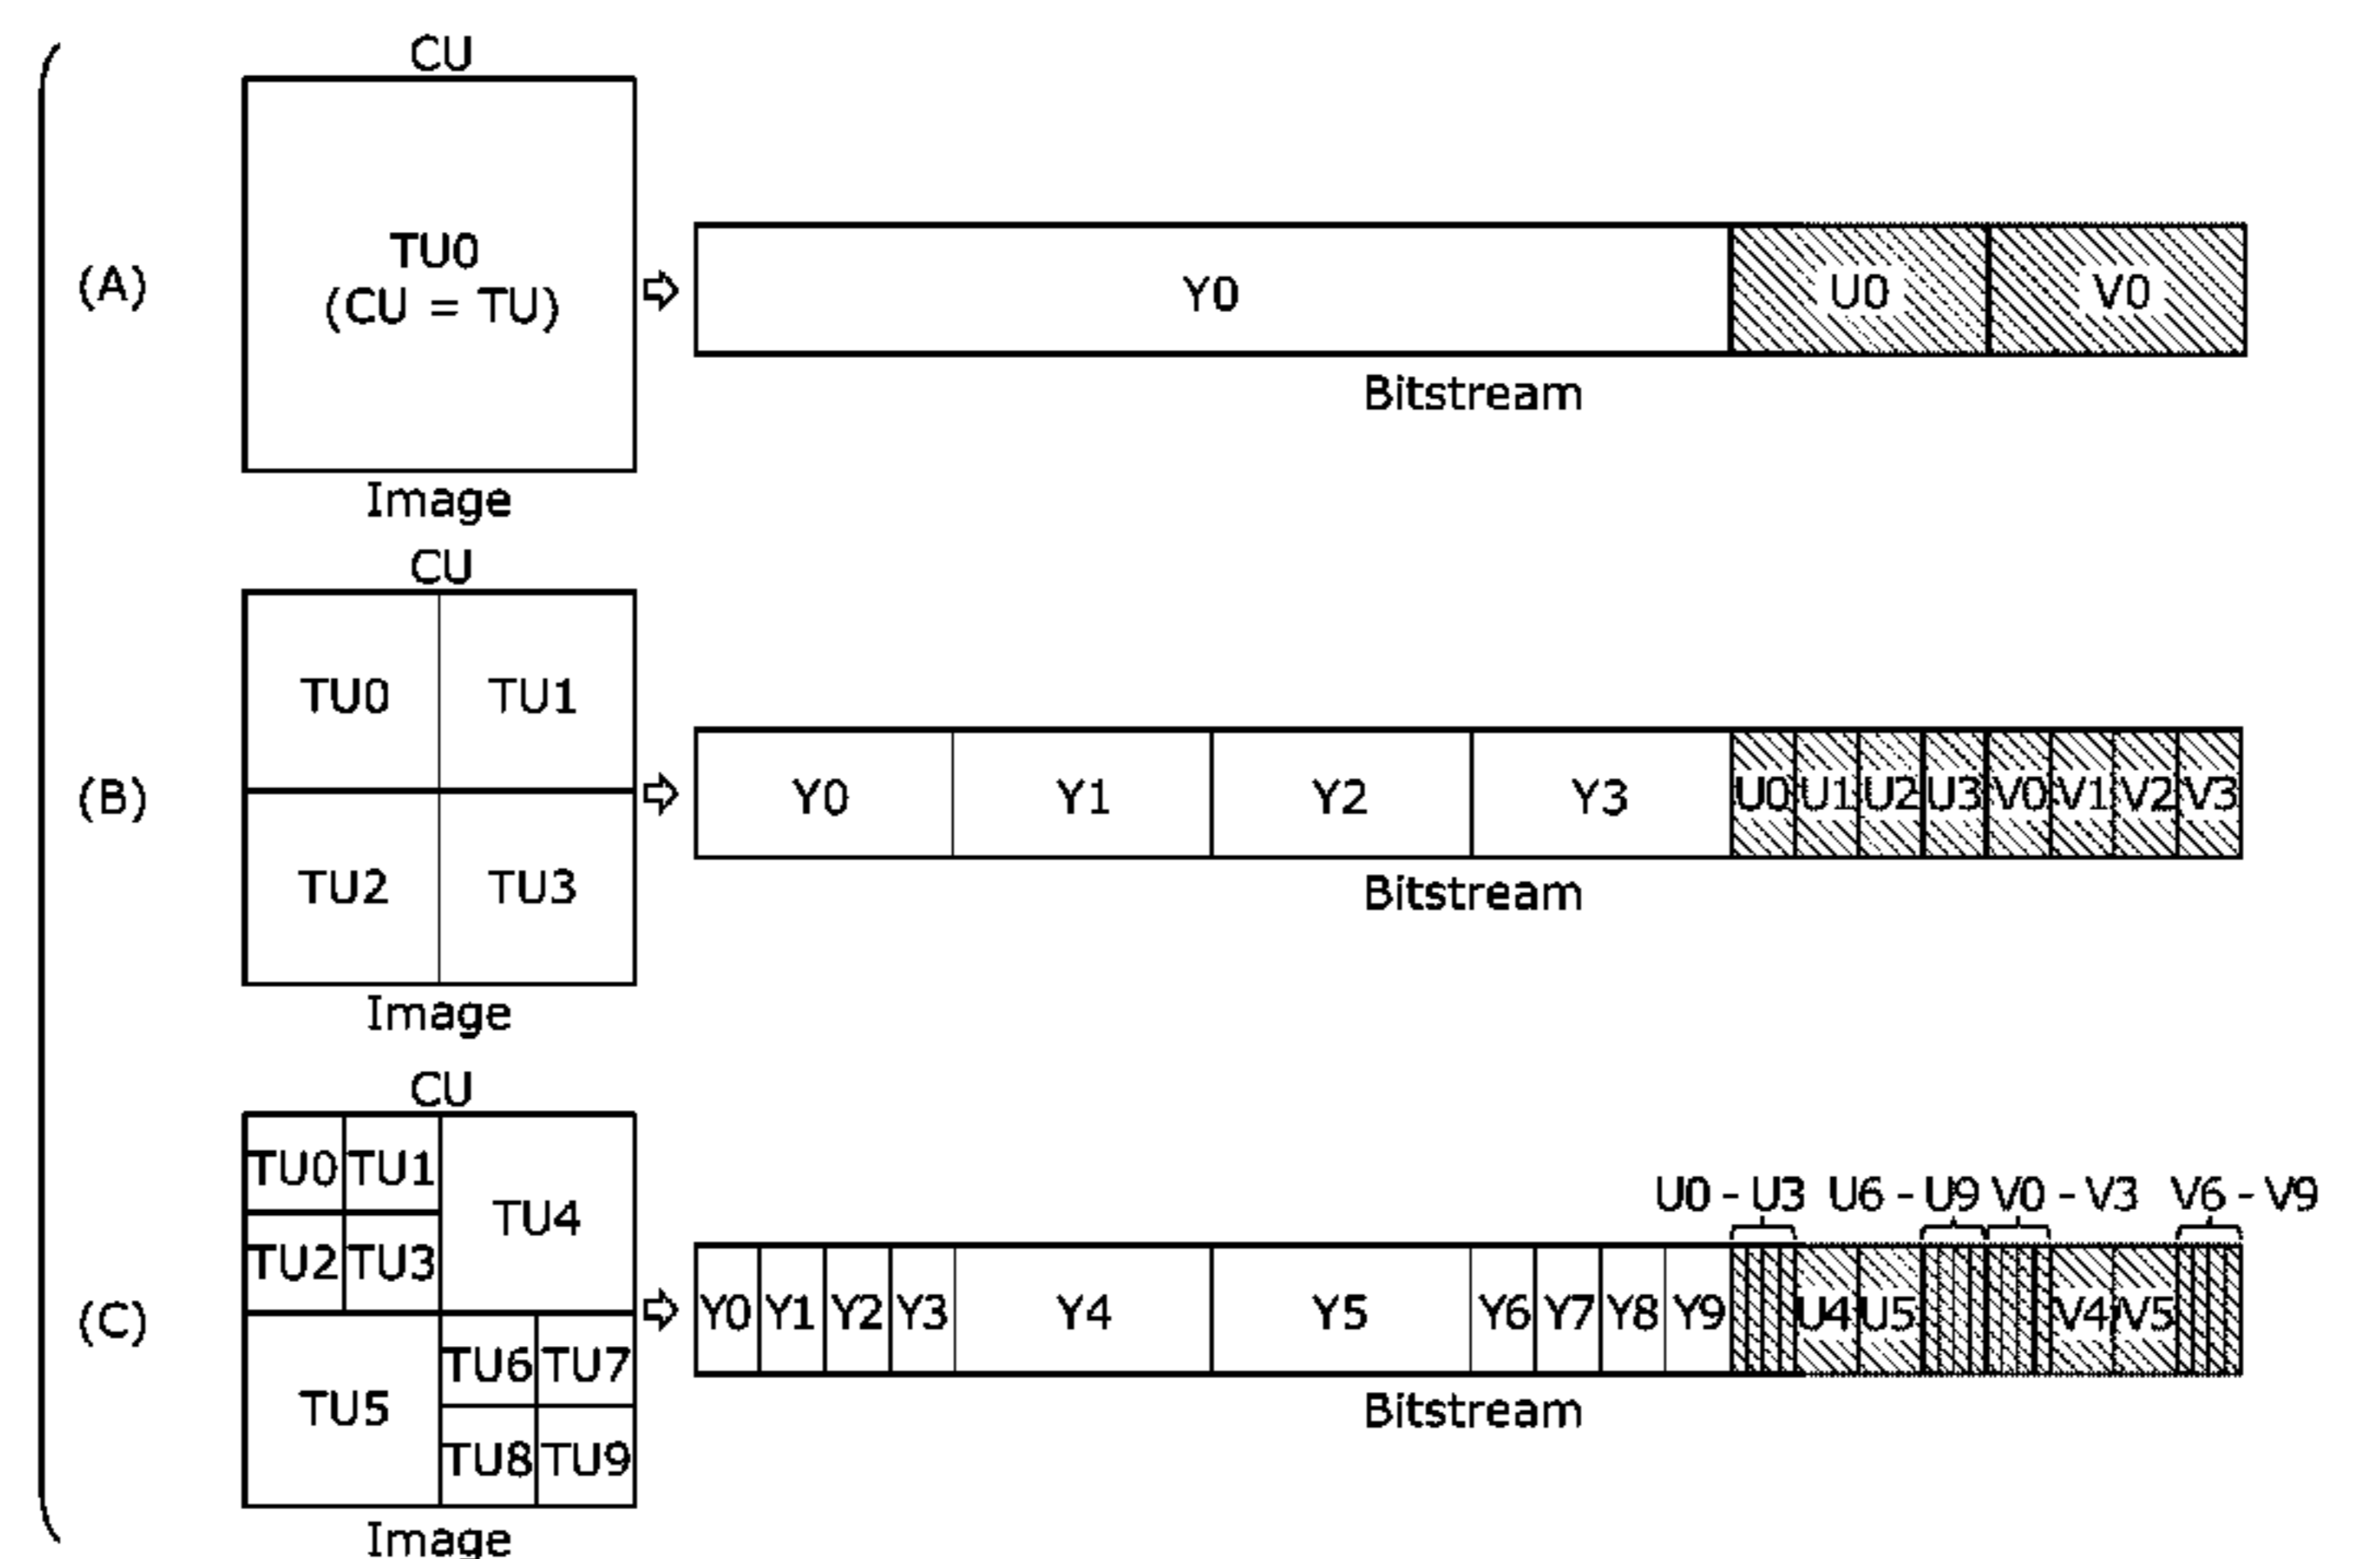 CU
(A)
TU0
(CU = TU)
Y0 U0 V0
Bitstream
Image
CU
(B)
TU0 TU1
TU2 TU3
Y0 Y1 Y2 Y3 U0 U1 U2 U3 V0 V1 V2 V3
Bitstream
Image
CU
(C)
TU0 TU1
TU4
TU2 TU3
TU6 TU7
TU5
TU8 TU9
U0 - U3 U6 - U9 V0 - V3 V6 - V9
Y0 Y1 Y2 Y3 Y4 Y5 Y6 Y7 Y8 Y9 U4 U5 V4 V5
Bitstream
Image